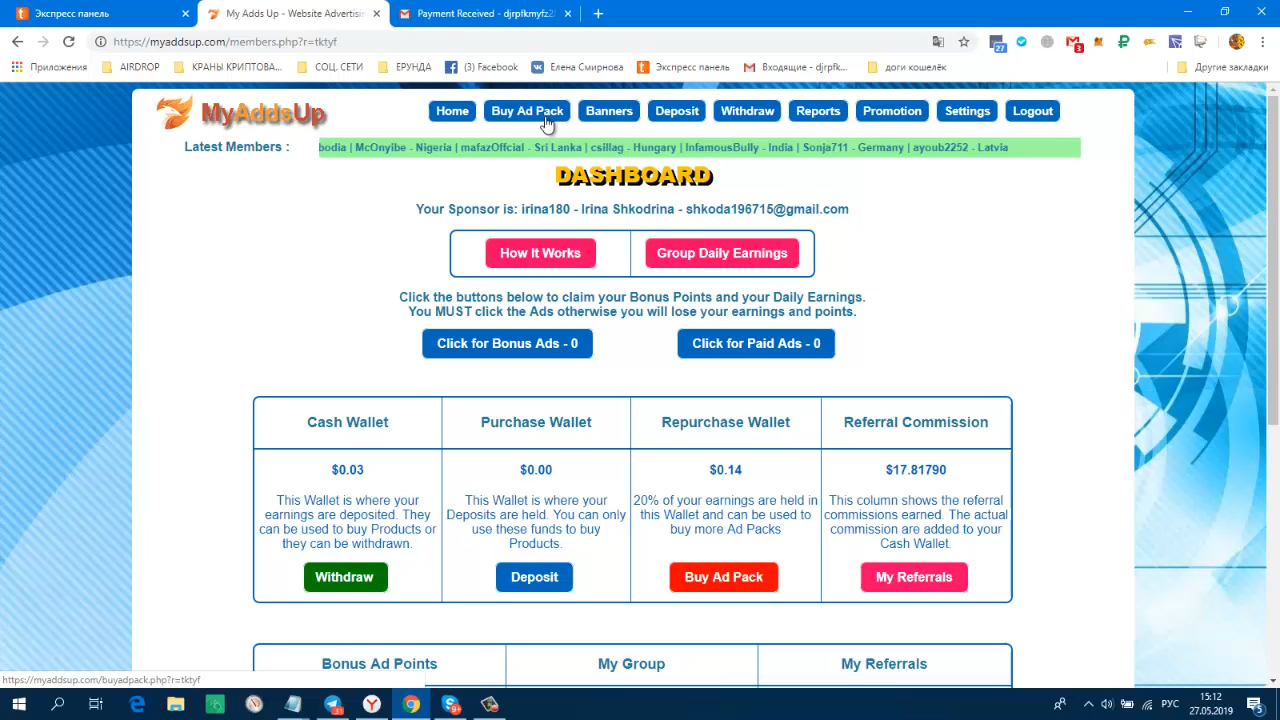 Экспресс панель
My Adds Up - Website Advertisin
Payment Received - djrpfkmyfz2
https://myaddsup.com/members.php?r=tktyf
27
3
Приложения
AIRDROP
КРАНЫ КРИПТОВА...
СОЦ. СЕТИ
ЕРУНДА
(3) Facebook
Елена Смирнова
Экспресс панель
Входящие - djrpfk...
доги кошелёк
Другие закладки
MyAddsUp
Home
Buy Ad Pack
Banners
Deposit
Withdraw
Reports
Promotion
Settings
Logout
Latest Members :
bodia | McOnyibe - Nigeria | mafazOffcial - Sri Lanka | csillag - Hungary | InfamousBully - India | Sonja711 - Germany | ayoub2252 - Latvia
DASHBOARD
Your Sponsor is: irina180 - Irina Shkodrina - shkoda196715@gmail.com
How It Works
Group Daily Earnings
Click the buttons below to claim your Bonus Points and your Daily Earnings.
You MUST click the Ads otherwise you will lose your earnings and points.
Click for Bonus Ads - 0
Click for Paid Ads - 0
Cash Wallet
Purchase Wallet
Repurchase Wallet
Referral Commission
$0.03
$0.00
$0.14
$17.81790
This Wallet is where your
earnings are deposited. They
can be used to buy Products or
they can be withdrawn.
This Wallet is where your
Deposits are held. You can only
use these funds to buy
Products.
20% of your earnings are held in
this Wallet and can be used to
buy more Ad Packs
This column shows the referral
commissions earned. The actual
commission are added to your
Cash Wallet.
Withdraw
Deposit
Buy Ad Pack
My Referrals
Bonus Ad Points
My Group
My Referrals
https://myaddsup.com/buyadpack.php?r=tktyf
РУС
15:12
27.05.2019
5